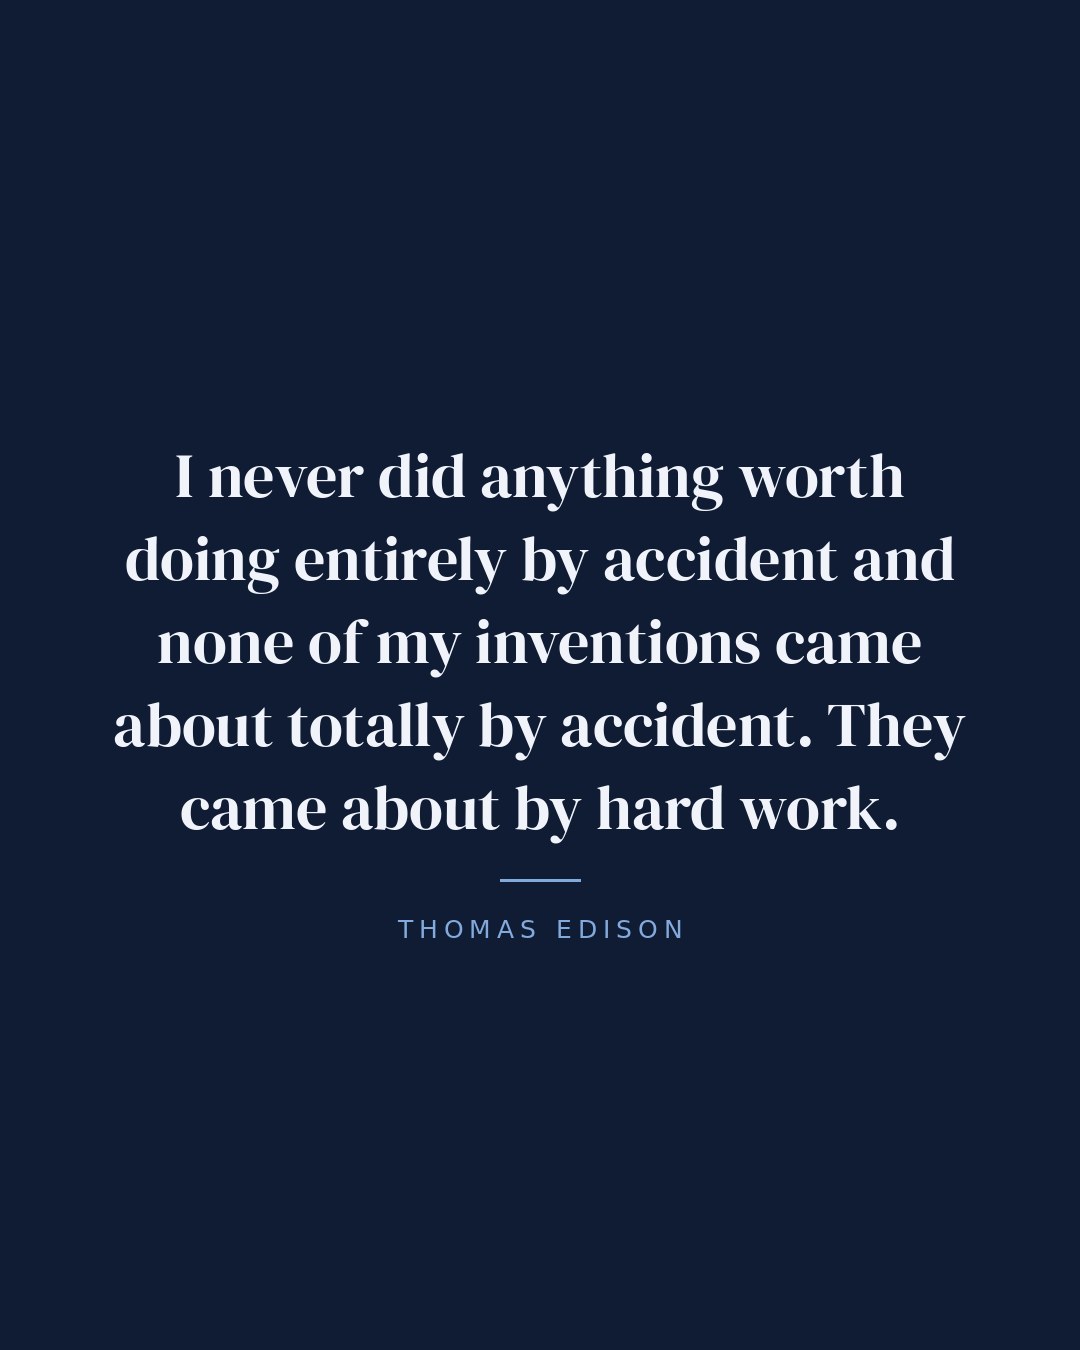 I never did anything worth
doing entirely by accident and
none of my inventions came
about totally by accident. They
came about by hard work.
THOMAS EDISON